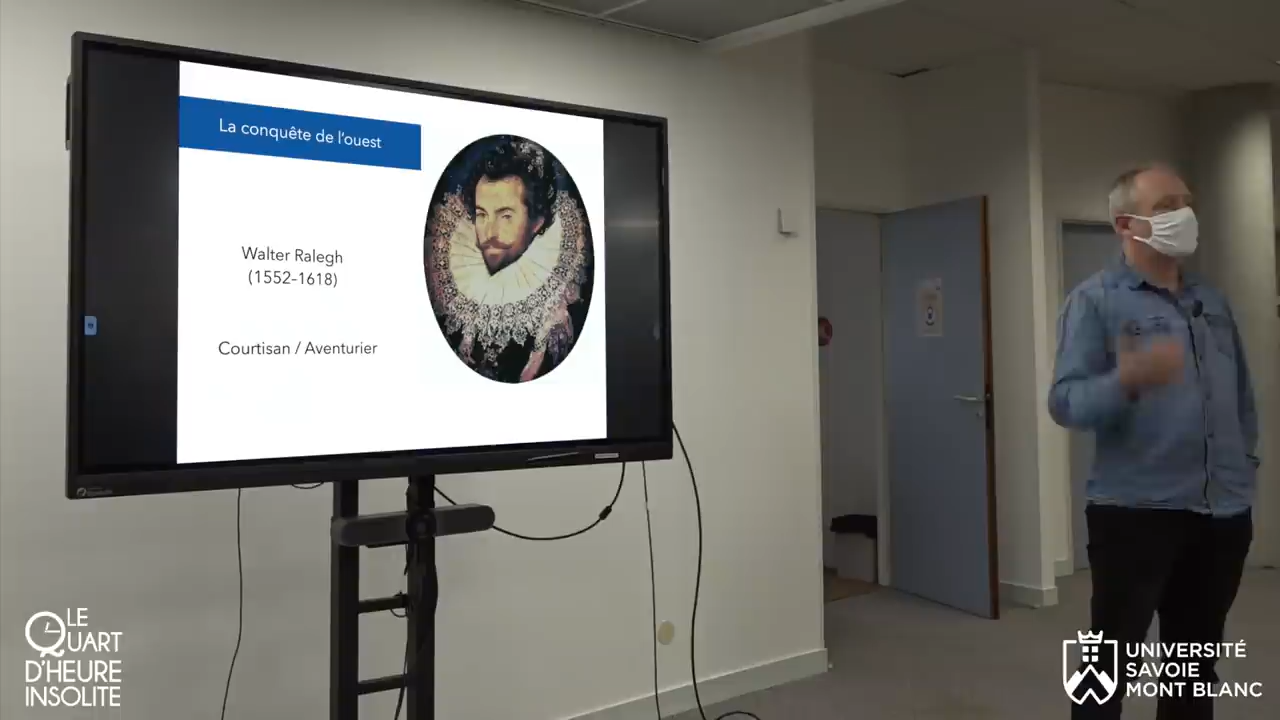 La conquête de l'ouest
Walter Ralegh
(1552-1618)
Courtisan / Aventurier
LE
QUART
D'HEURE
INSOLITE
UNIVERSITÉ
SAVOIE
MONT BLANC